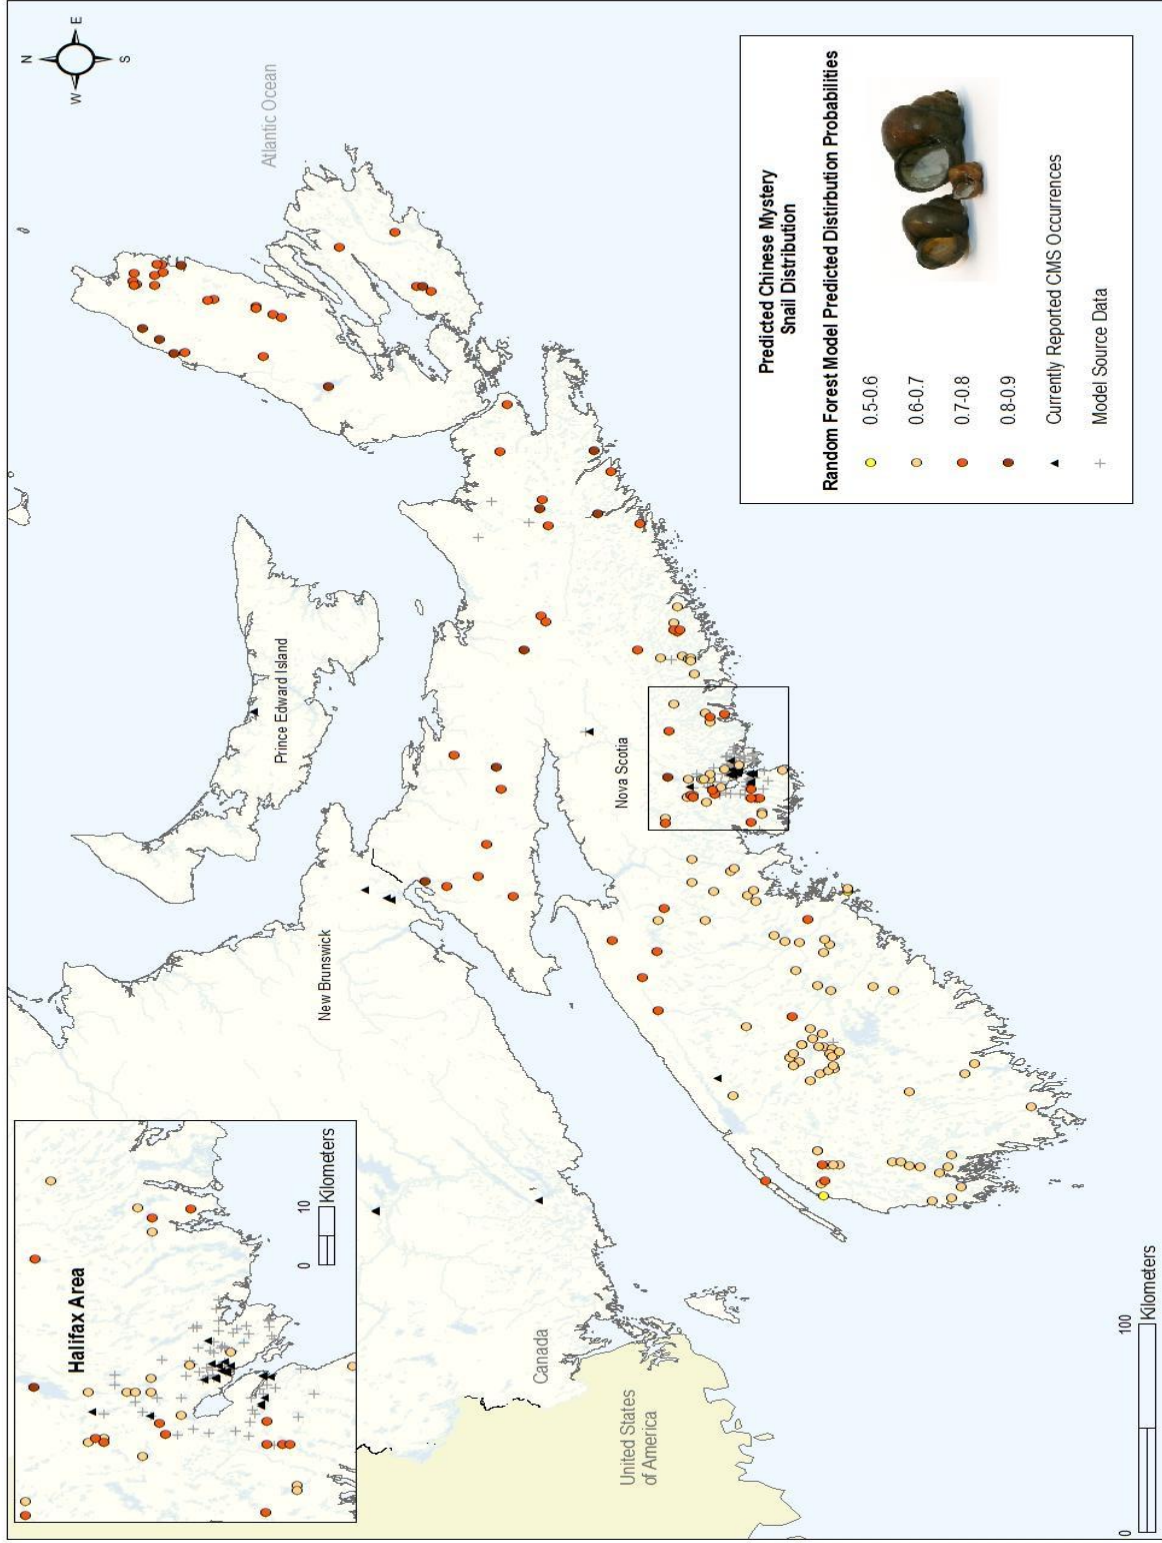 Halifax Area
0 10
Kilometers
N
W E
S
Atlantic Ocean
Prince Edward Island
New Brunswick
Nova Scotia
Canada
United States
of America
0 100
Kilometers
Predicted Chinese Mystery
Snail Distribution
Random Forest Model Predicted Distirbution Probabilities
0.5-0.6
0.6-0.7
0.7-0.8
0.8-0.9
Currently Reported CMS Occurrences
Model Source Data